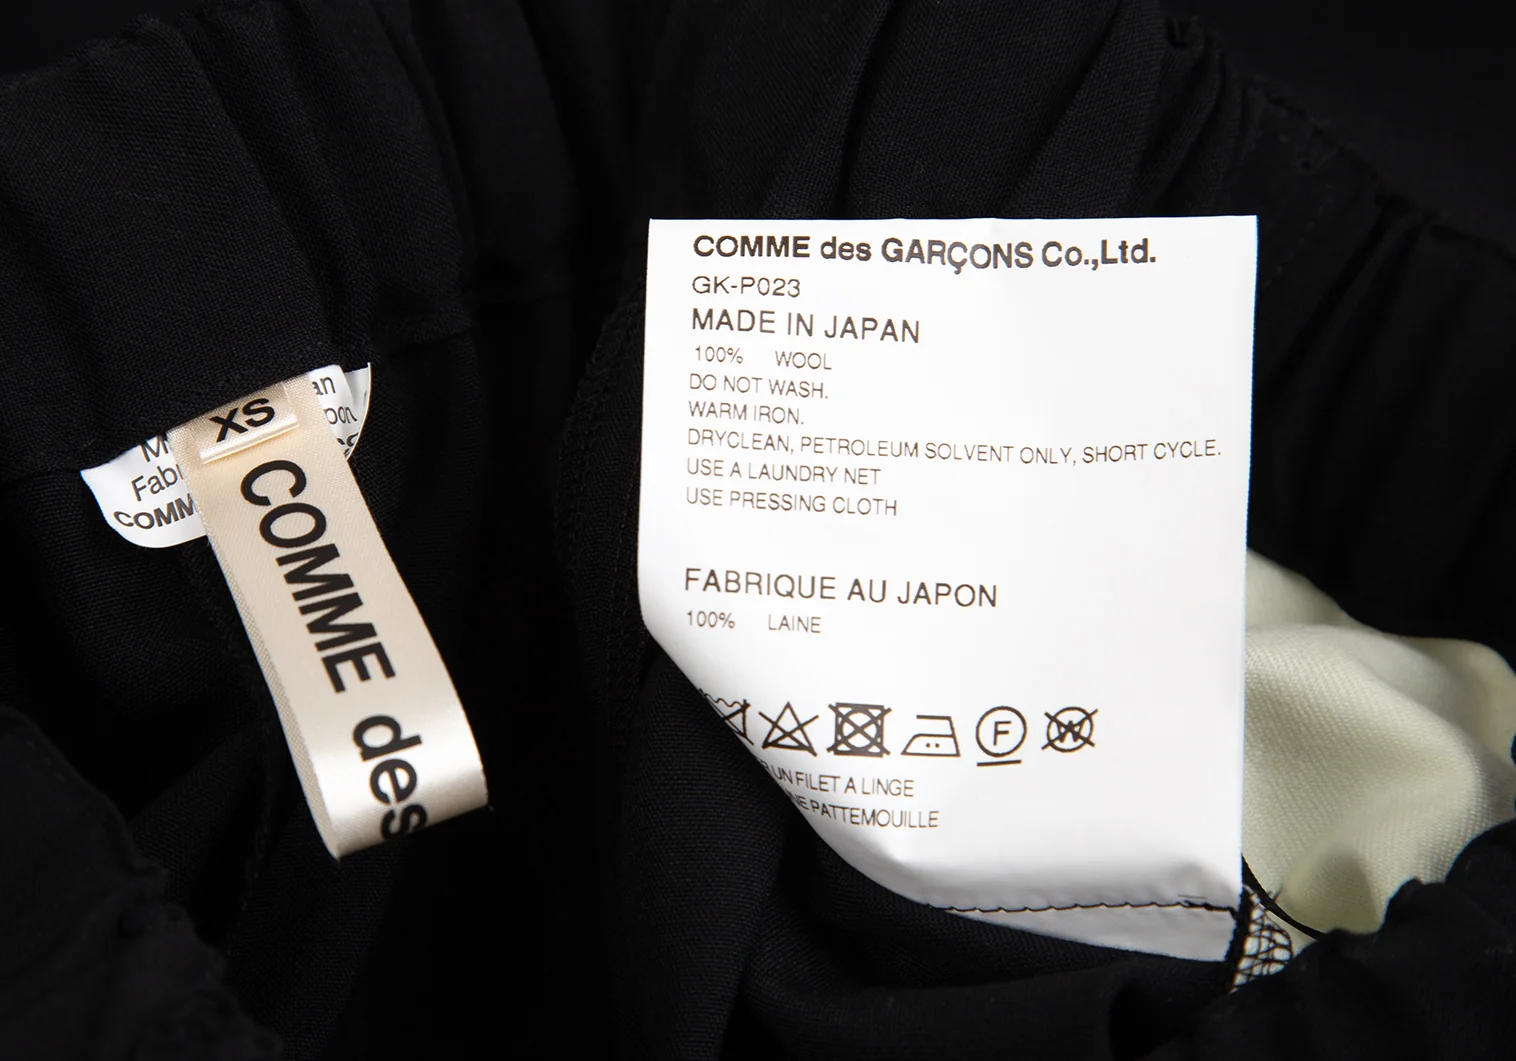 COMME des GARÇONS Co.,Ltd.
GK-P023
MADE IN JAPAN
100% WOOL
DO NOT WASH.
WARM IRON.
DRYCLEAN, PETROLEUM SOLVENT ONLY, SHORT CYCLE.
USE A LAUNDRY NET
USE PRESSING CLOTH
FABRIQUE AU JAPON
100% LAINE
F
W
UN FILET A LINGE
PATTEMOUILLE
XS
COMME des